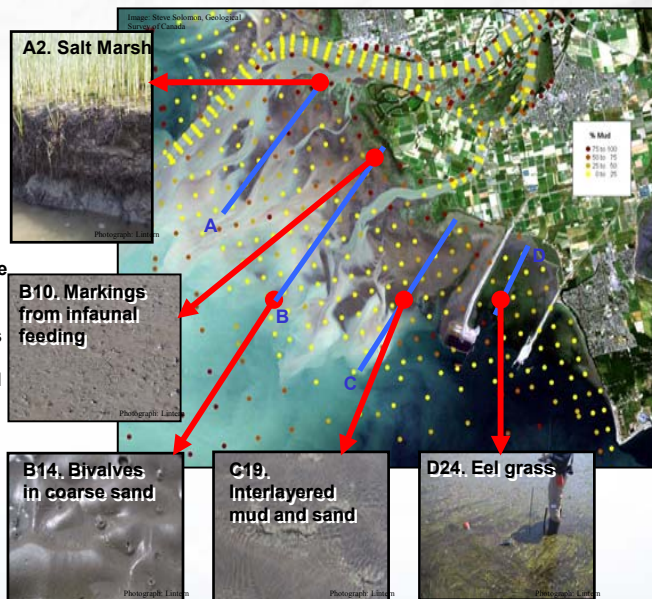 Image: Steve Solomon, Geological
Survey of Canada
A2. Salt Marsh
Photograph: Lintern
% Mud
75 to 100
50 to 75
25 to 50
0 to 25
A
B
C
D
B10. Markings
from infaunal
feeding
Photograph: Lintern
B14. Bivalves
in coarse sand
Photograph: Lintern
C19.
Interlayered
mud and sand
Photograph: Lintern
D24. Eel grass
Photograph: Lintern